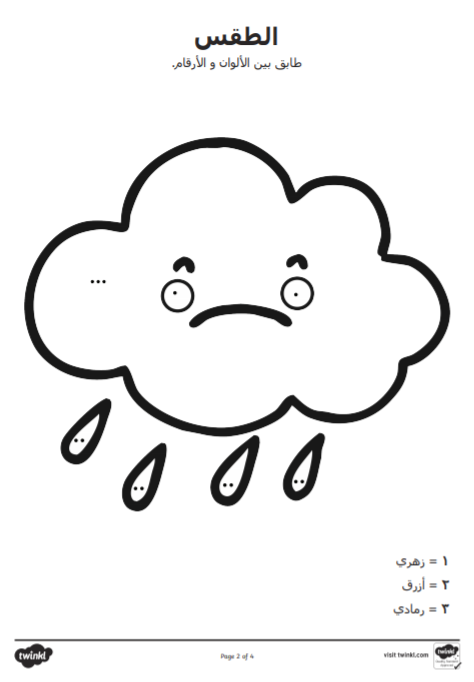 الطقس
طابق بين الألوان و الأرقام.
١ = زهري
٢ = أزرق
٣ = رمادي
twinkl
Page 2 of 4
visit twinkl.com
twinkl